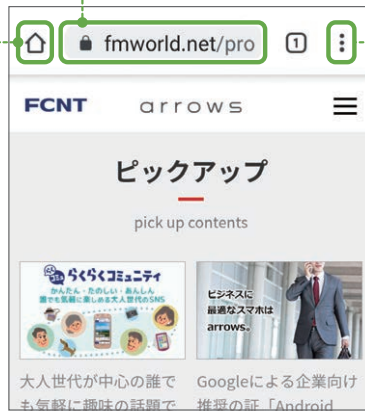 fmworld.net/pro
1
FCNT arrows
ピックアップ
pick up contents
らくらくコミュニティ
かんたん・たのしい・あんしん
誰でも気軽に楽しめる大人世代のSNS
ビジネスに
最適なスマホは
arrows。
大人世代が中心の誰で
も気軽に趣味の話題で
Googleによる企業向け
推奨の証「Android